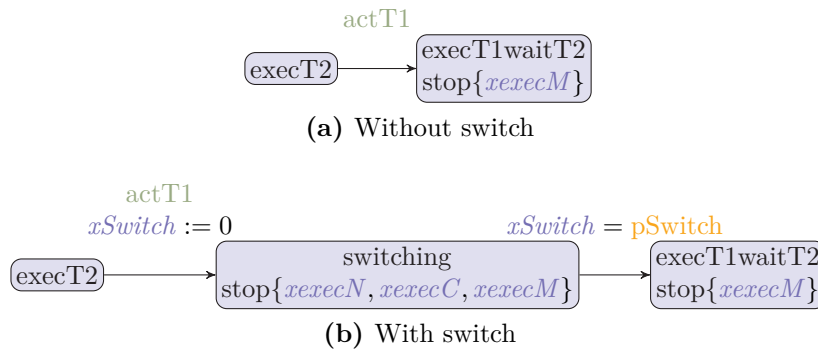 actT1
execT2
execT1waitT2
stop{xexecM}
(a) Without switch
actT1
xSwitch := 0
xSwitch = pSwitch
execT2
switching
stop{xexecN, xexecC, xexecM}
execT1waitT2
stop{xexecM}
(b) With switch